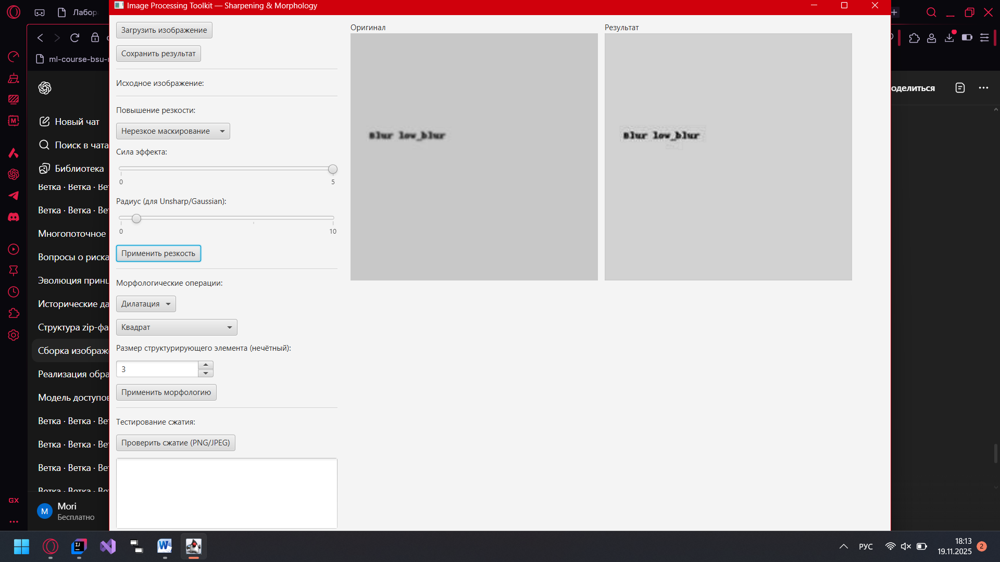 Image Processing Toolkit — Sharpening & Morphology
Лабор
ml-course-bsu-r
Новый чат
Поиск в чата
Библиотека
Ветка · Ветка · Ве
Ветка · Ветка · Ве
Многопоточное
Вопросы о риска
Эволюция принц
Исторические да
Структура zip-фа
Сборка изображ
Реализация обра
Модель доступов
Ветка · Ветка · Ве
Ветка · Ветка · Ве
Ветка · Ветка · Ве
Ветка · Ветка · Ве
M
Mori
Бесплатно
GX
Загрузить изображение
Сохранить результат
Исходное изображение:
Повышение резкости:
Нерезкое маскирование
Сила эффекта:
0
5
Радиус (для Unsharp/Gaussian):
0
10
Применить резкость
Морфологические операции:
Дилатация
Квадрат
Размер структурирующего элемента (нечётный):
3
Применить морфологию
Тестирование сжатия:
Проверить сжатие (PNG/JPEG)
Оригинал
Blur low_blur
Результат
Blur low_blur
оделиться
РУС
18:13
19.11.2025
2